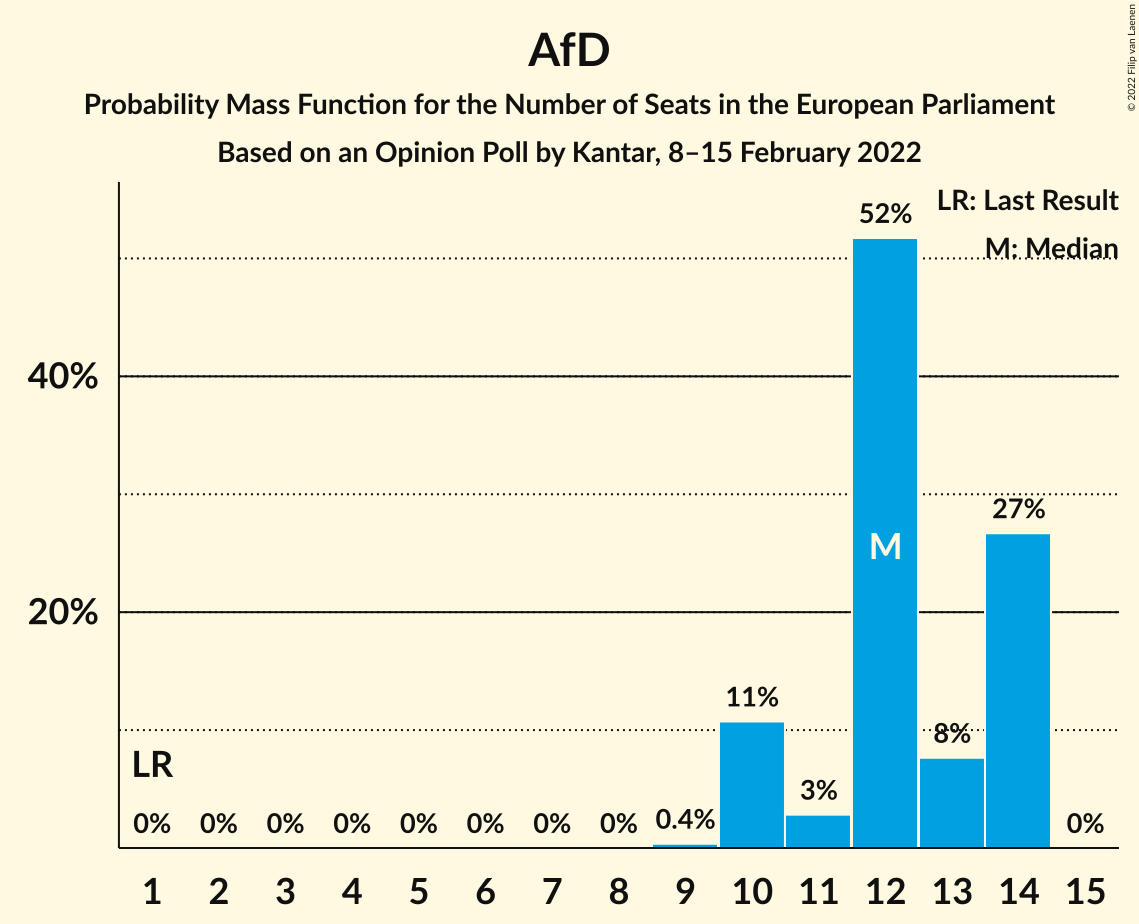 © 2022 Filip van Laenen
AfD
Probability Mass Function for the Number of Seats in the European Parliament
Based on an Opinion Poll by Kantar, 8–15 February 2022
LR: Last Result
M: Median
52%
40%
27%
M
20%
11%
8%
LR
3%
0% 0% 0% 0% 0% 0% 0% 0% 0.4% 0%
1 2 3 4 5 6 7 8 9 10 11 12 13 14 15